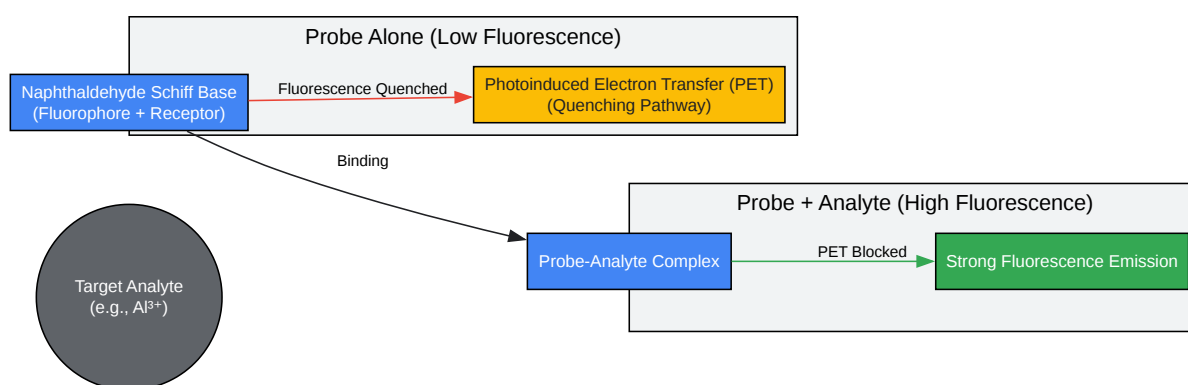 Probe Alone (Low Fluorescence)
Naphthaldehyde Schiff Base
(Fluorophore + Receptor)
Fluorescence Quenched
Photoinduced Electron Transfer (PET)
(Quenching Pathway)
Binding
Probe + Analyte (High Fluorescence)
Probe-Analyte Complex
PET Blocked
Strong Fluorescence Emission
Target Analyte
(e.g., Al³⁺)